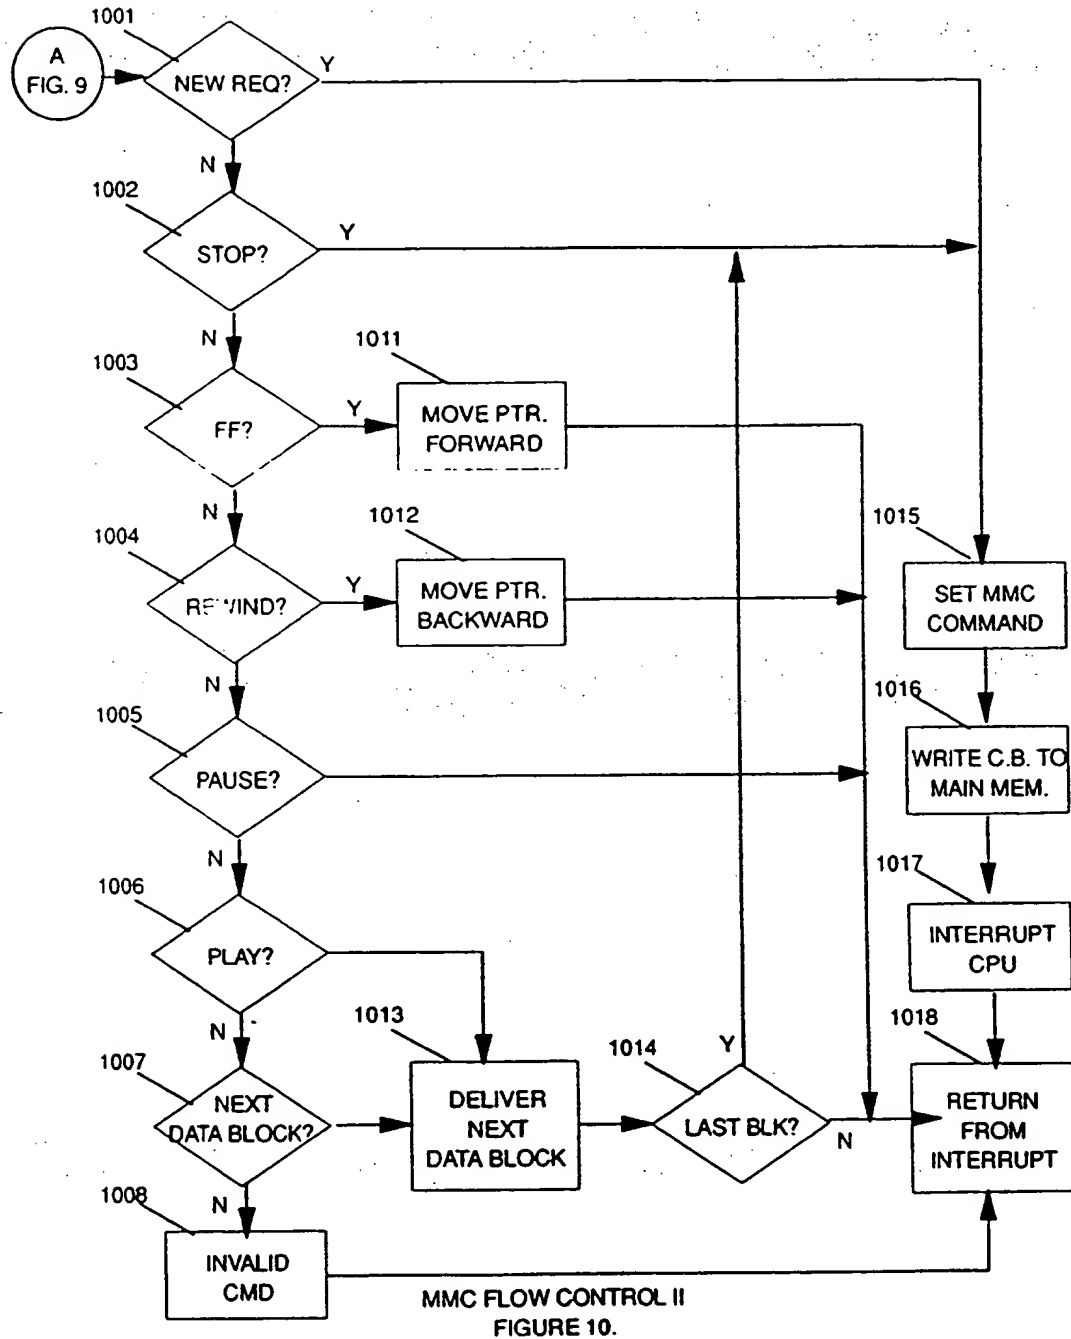 1001
A
FIG. 9
NEW REQ?
Y
N
1002
STOP?
Y
N
1003
FF?
Y
1011
MOVE PTR.
FORWARD
N
1004
REWIND?
Y
1012
MOVE PTR.
BACKWARD
1015
SET MMC
COMMAND
N
1005
PAUSE?
1016
WRITE C.B. TO
MAIN MEM.
N
1006
PLAY?
1017
INTERRUPT
CPU
N
1007
NEXT
DATA BLOCK?
1013
DELIVER
NEXT
DATA BLOCK
1014
Y
LAST BLK?
N
1018
RETURN
FROM
INTERRUPT
N
1008
INVALID
CMD
MMC FLOW CONTROL II
FIGURE 10.